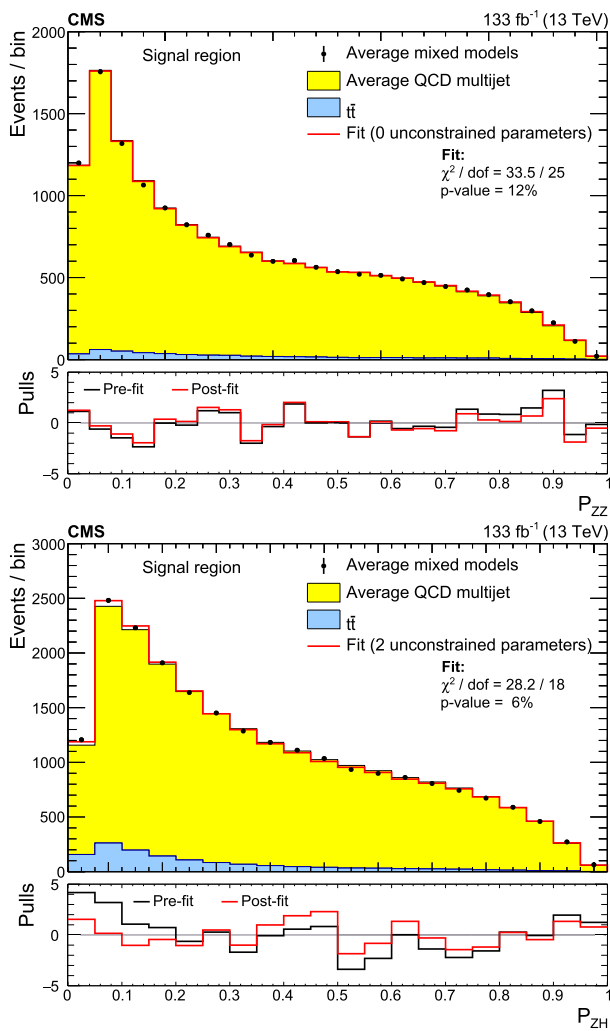 CMS 133 fb⁻¹ (13 TeV)
Events / bin
2000
1500
1000
500
0
Signal region
Average mixed models
Average QCD multijet
tt̄
Fit (0 unconstrained parameters)
Fit:
χ² / dof = 33.5 / 25
p-value = 12%
Pulls
5
0
−5
Pre-fit Post-fit
0 0.1 0.2 0.3 0.4 0.5 0.6 0.7 0.8 0.9 1
P_ZZ
CMS 133 fb⁻¹ (13 TeV)
Events / bin
3000
2500
2000
1500
1000
500
0
Signal region
Average mixed models
Average QCD multijet
tt̄
Fit (2 unconstrained parameters)
Fit:
χ² / dof = 28.2 / 18
p-value = 6%
Pulls
5
0
−5
Pre-fit Post-fit
0 0.1 0.2 0.3 0.4 0.5 0.6 0.7 0.8 0.9 1
P_ZH